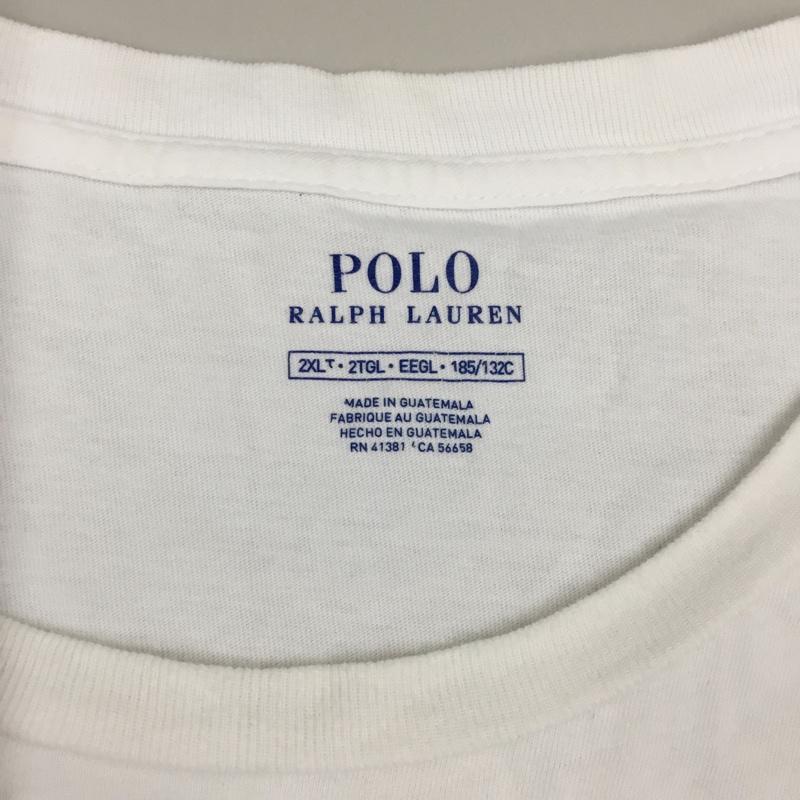 POLO
RALPH LAUREN
2XLT • 2TGL • EEGL • 185/132C
MADE IN GUATEMALA
FABRIQUE AU GUATEMALA
HECHO EN GUATEMALA
RN 41381 CA 56658